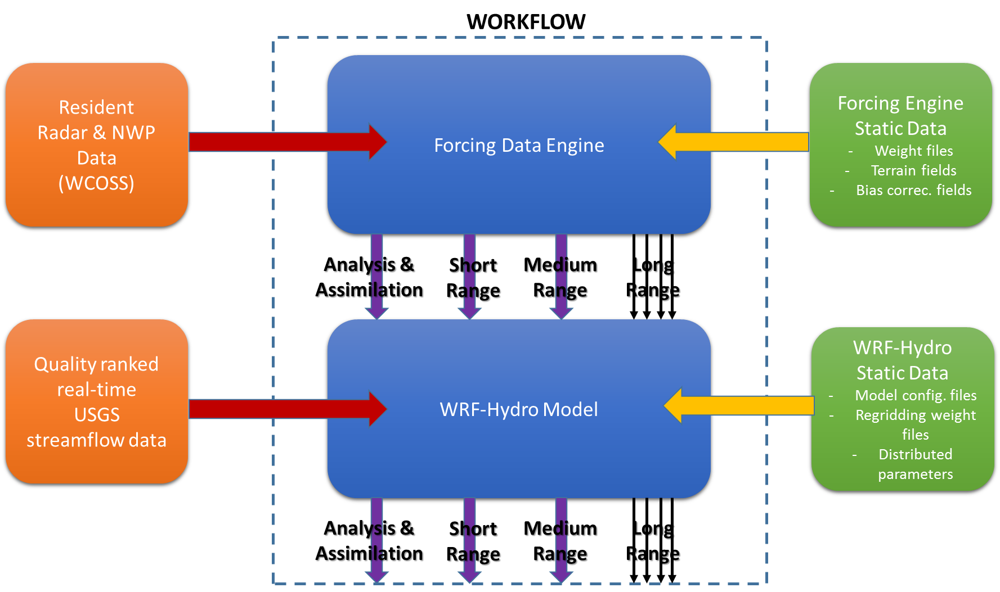 WORKFLOW
Resident
Radar & NWP
Data
(WCOSS)
Forcing Data Engine
Forcing Engine
Static Data
- Weight files
- Terrain fields
- Bias correc. fields
Analysis &
Assimilation
Short
Range
Medium
Range
Long
Range
Quality ranked
real-time
USGS
streamflow data
WRF-Hydro Model
WRF-Hydro
Static Data
- Model config. files
- Regridding weight
files
- Distributed
parameters
Analysis &
Assimilation
Short
Range
Medium
Range
Long
Range